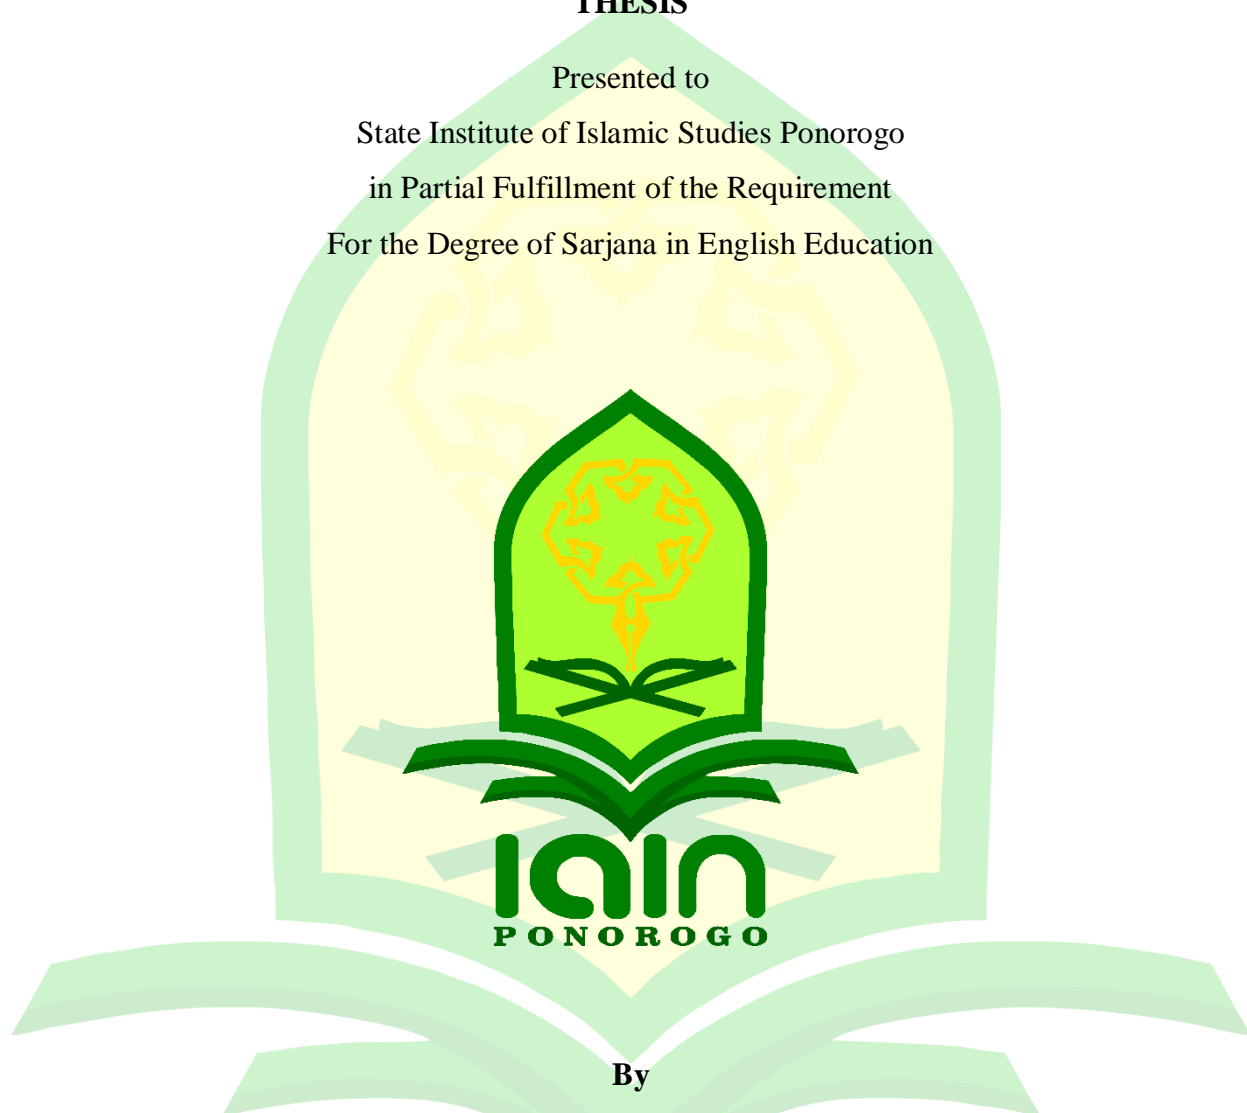 THESIS
Presented to
State Institute of Islamic Studies Ponorogo
in Partial Fulfillment of the Requirement
For the Degree of Sarjana in English Education
IAIN
PONOROGO
By